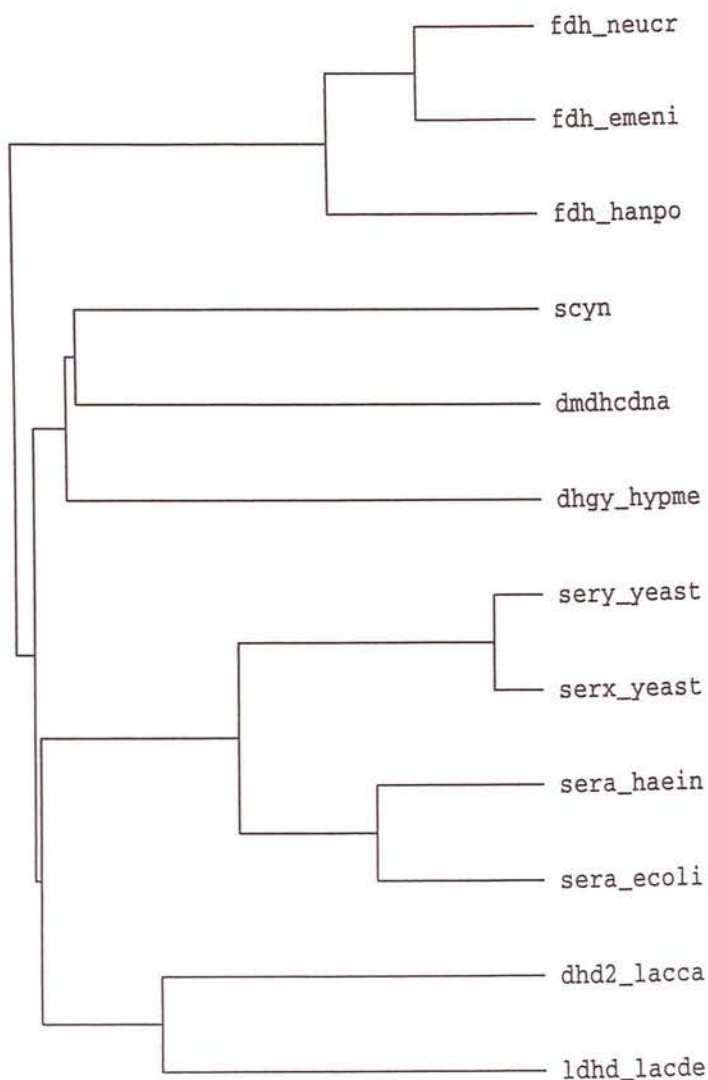 fdh_neucr
fdh_emeni
fdh_hanpo
scyn
dmdhcdna
dhgy_hypme
sery_yeast
serx_yeast
sera_haein
sera_ecoli
dhd2_lacca
ldhd_lacde